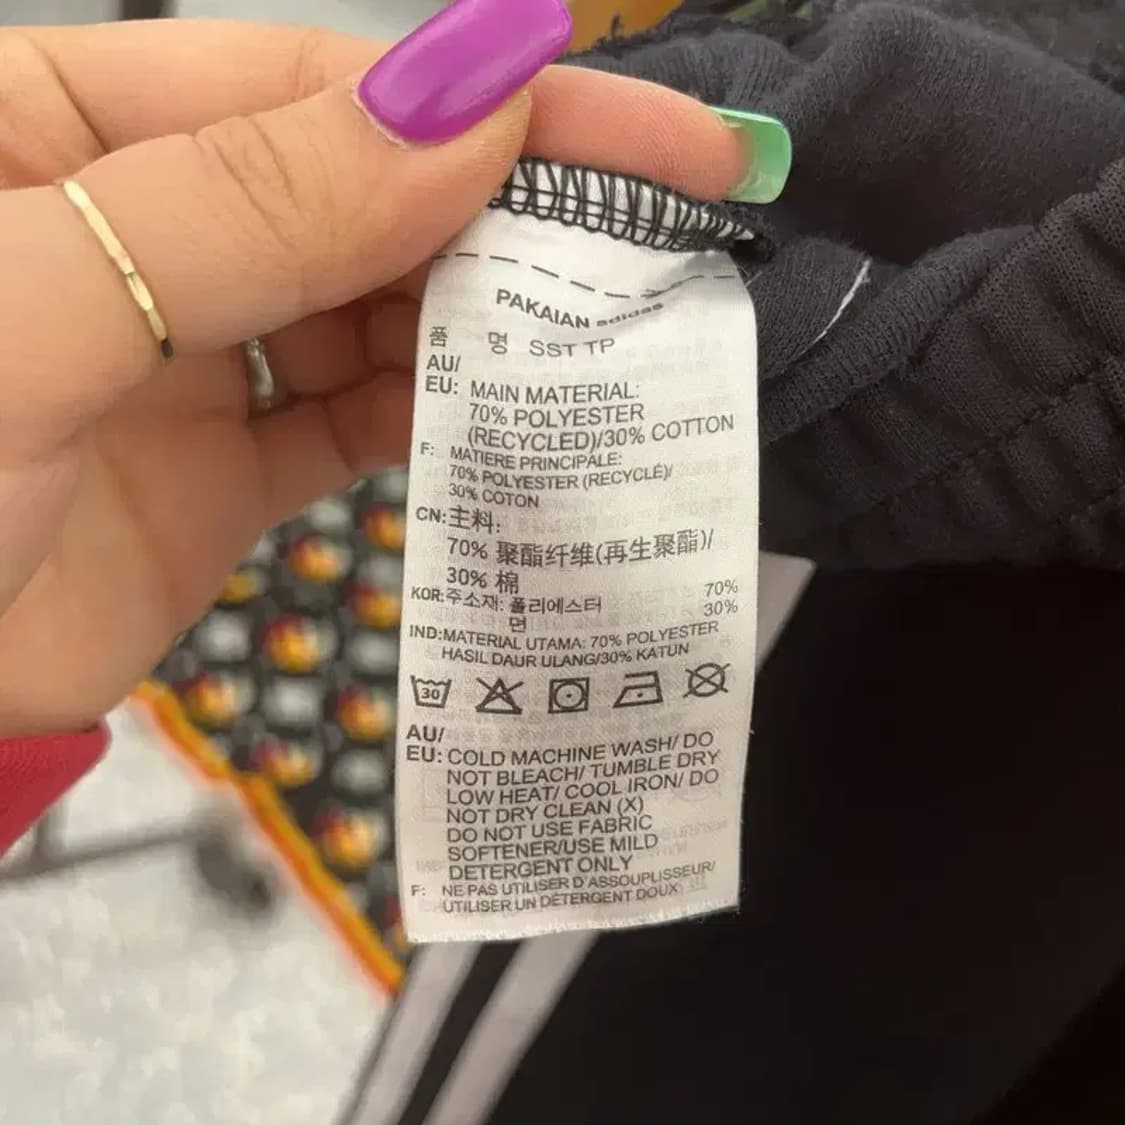 PAKAIAN adidas
품 명 SST TP
AU/
EU: MAIN MATERIAL:
70% POLYESTER
(RECYCLED)/30% COTTON
F: MATIERE PRINCIPALE:
70% POLYESTER (RECYCLÉ)/
30% COTON
CN:主料:
70% 聚酯纤维(再生聚酯)/
30% 棉
KOR:주소재: 폴리에스터 70%
면 30%
IND:MATERIAL UTAMA: 70% POLYESTER
HASIL DAUR ULANG/30% KATUN
30
AU/
EU: COLD MACHINE WASH/ DO
NOT BLEACH/ TUMBLE DRY
LOW HEAT/ COOL IRON/ DO
NOT DRY CLEAN (X)
DO NOT USE FABRIC
SOFTENER/USE MILD
DETERGENT ONLY
F: NE PAS UTILISER D'ASSOUPLISSEUR/
UTILISER UN DÉTERGENT DOUX